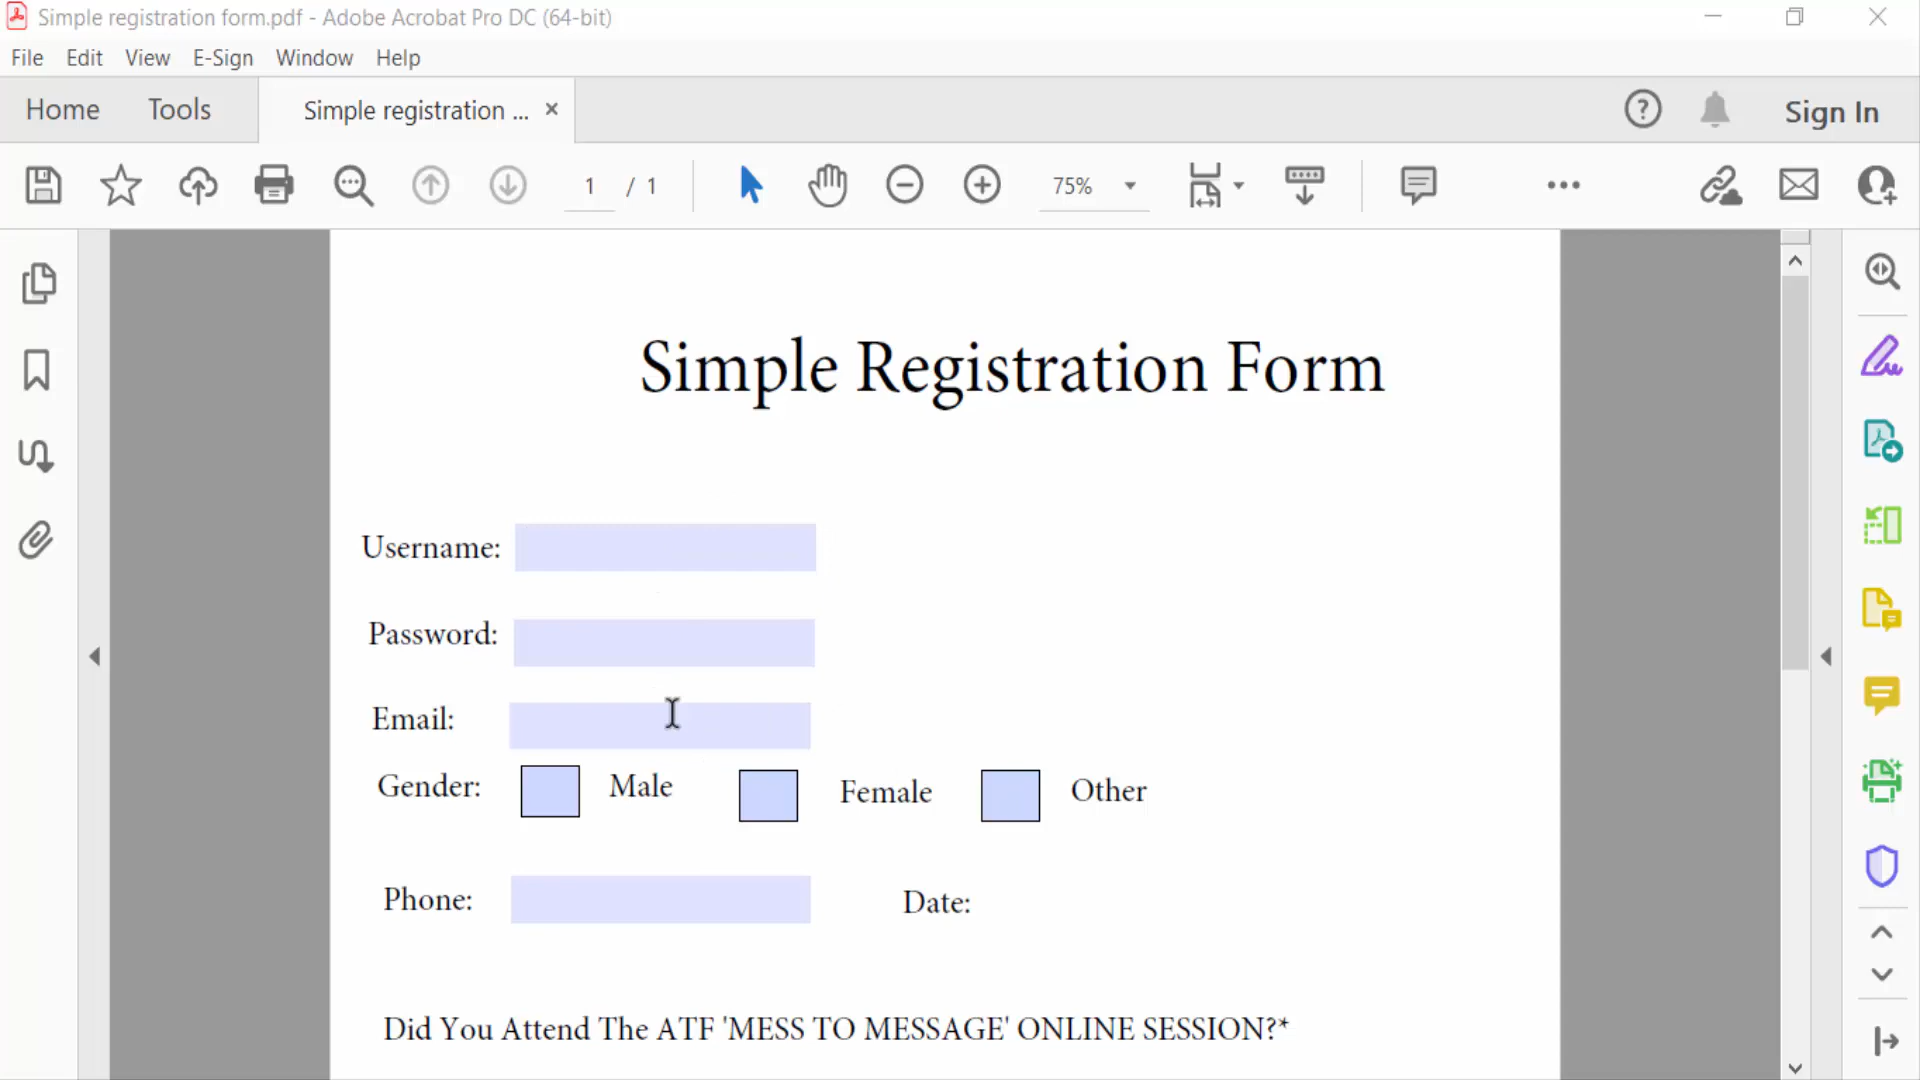 Simple registration form.pdf - Adobe Acrobat Pro DC (64-bit)
File Edit View E-Sign Window Help
Home Tools Simple registration ... × Sign In
1 / 1 75%
Simple Registration Form
Username:
Password:
Email:
Gender: Male Female Other
Phone: Date:
Did You Attend The ATF 'MESS TO MESSAGE' ONLINE SESSION?*